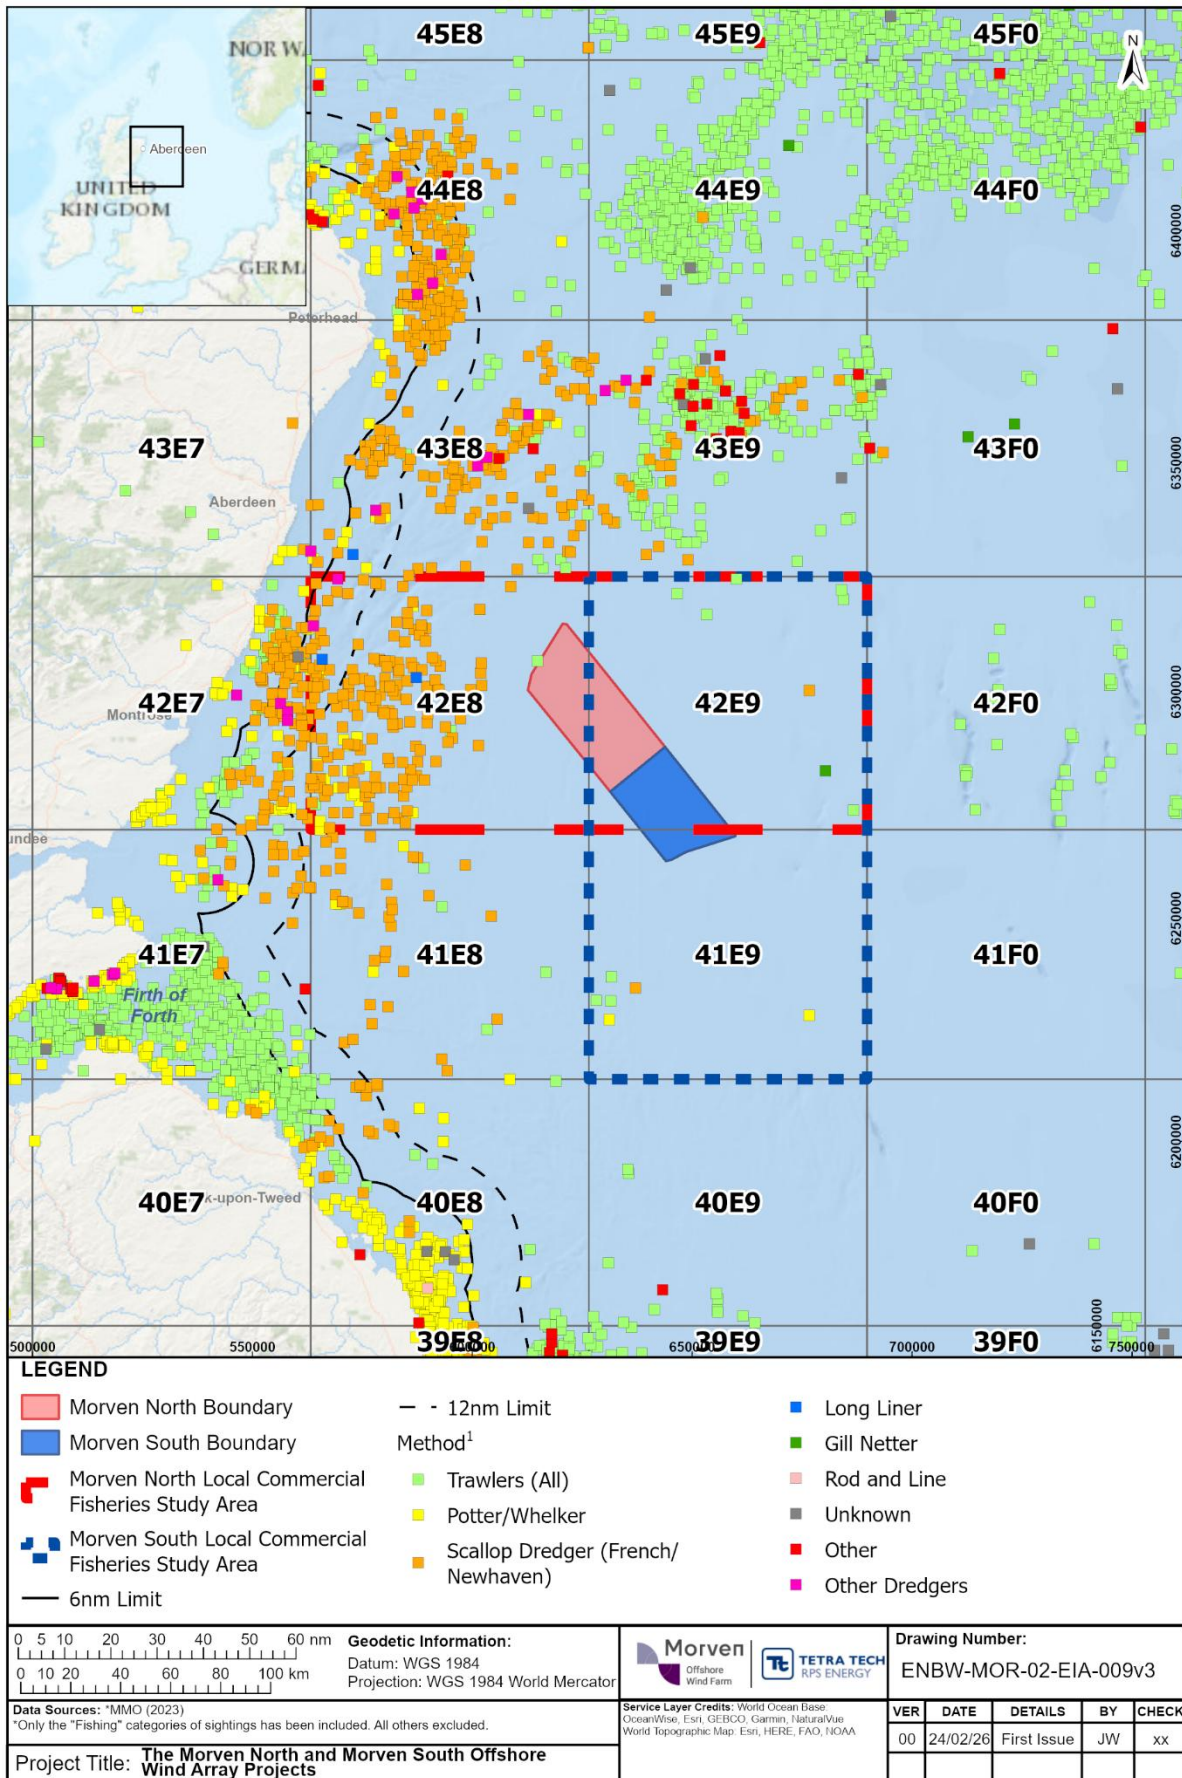 45E8
45E9
45F0
NOR W
N
Aberdeen
UNITED
KINGDOM
GERMA
44E8
44E9
44F0
6400000
Peterhead
43E7
43E8
43E9
43F0
6350000
Aberdeen
42E7
42E8
42E9
42F0
6300000
Montrose
undee
6250000
41E7
41E8
41E9
41F0
Firth of
Forth
6200000
40E7
k-upon-Tweed
40E8
40E9
40F0
6150000
39E8
39E9
39F0
500000
550000
650000
700000
750000
LEGEND
Morven North Boundary
Morven South Boundary
Morven North Local Commercial
Fisheries Study Area
Morven South Local Commercial
Fisheries Study Area
6nm Limit
12nm Limit
Method1
Trawlers (All)
Potter/Whelker
Scallop Dredger (French/
Newhaven)
Long Liner
Gill Netter
Rod and Line
Unknown
Other
Other Dredgers
0 5 10 20 30 40 50 60 nm
0 10 20 40 60 80 100 km
Geodetic Information:
Datum: WGS 1984
Projection: WGS 1984 World Mercator
Morven
Offshore
Wind Farm
TETRA TECH
RPS ENERGY
Drawing Number:
ENBW-MOR-02-EIA-009v3
Data Sources: *MMO (2023)
*Only the "Fishing" categories of sightings has been included. All others excluded.
Service Layer Credits: World Ocean Base:
OceanWise, Esri, GEBCO, Garmin, NaturalVue
World Topographic Map: Esri, HERE, FAO, NOAA
VER DATE DETAILS BY CHECK
00 24/02/26 First Issue JW xx
Project Title: The Morven North and Morven South Offshore
Wind Array Projects